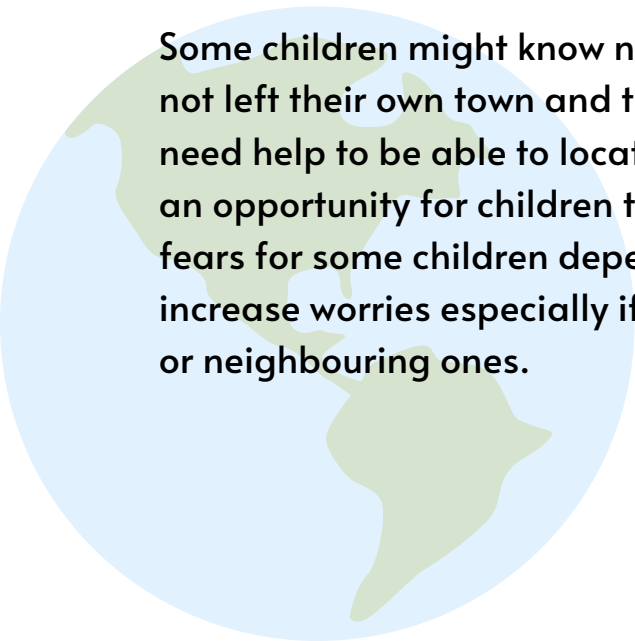 Some children might know n
not left their own town and t
need help to be able to locat
an opportunity for children t
fears for some children depe
increase worries especially if
or neighbouring ones.